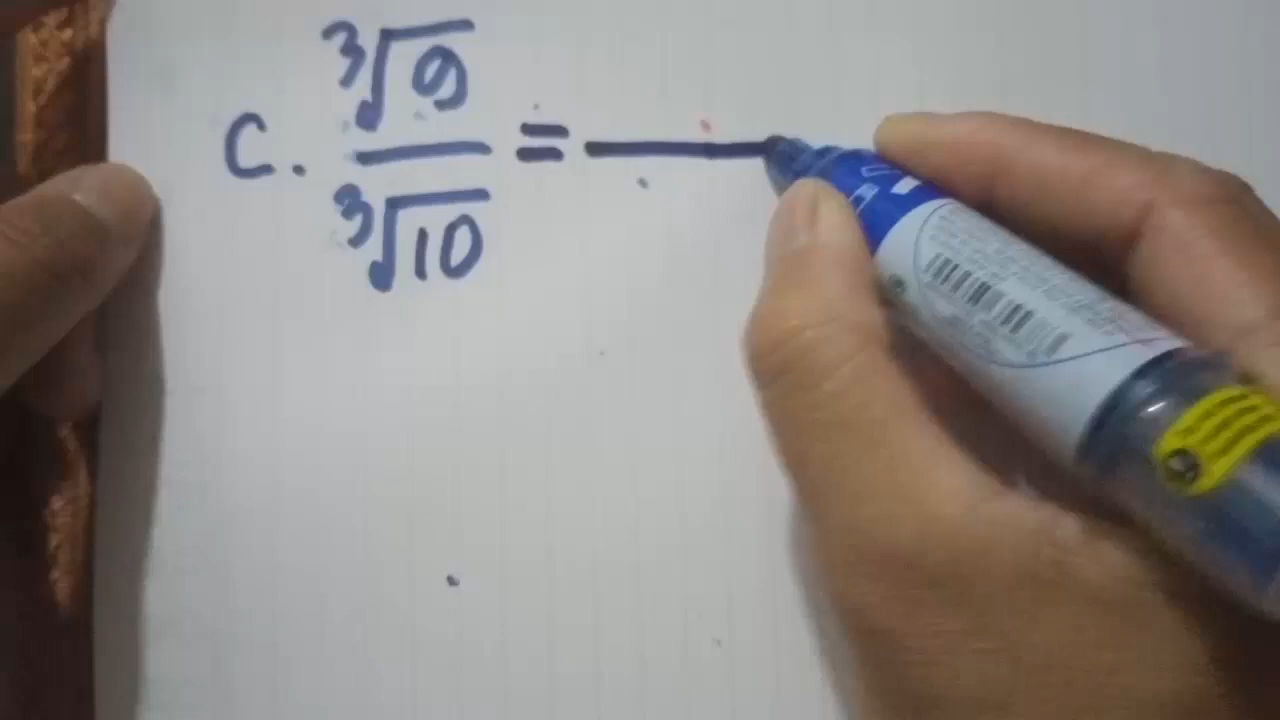 C. ∛9 / ∛10 = —